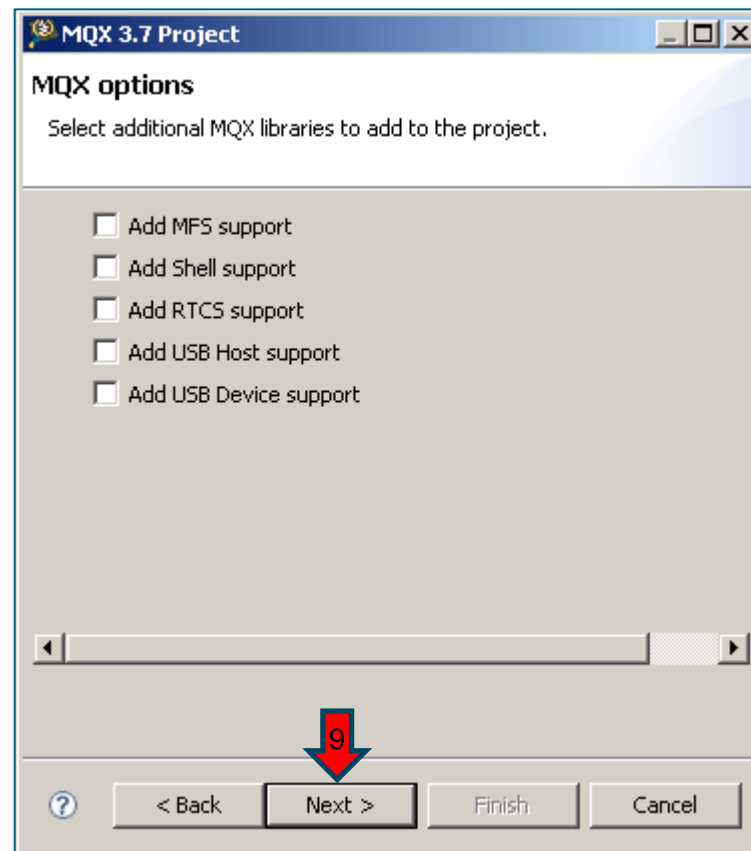 MQX 3.7 Project
MQX options
Select additional MQX libraries to add to the project.
Add MFS support
Add Shell support
Add RTCS support
Add USB Host support
Add USB Device support
9
? < Back Next > Finish Cancel